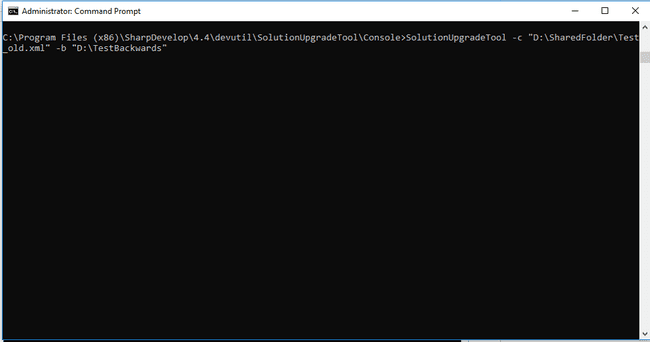 Administrator: Command Prompt
C:\Program Files (x86)\SharpDevelop\4.4\devutil\SolutionUpgradeTool\Console>SolutionUpgradeTool -c "D:\SharedFolder\Test
_old.xml" -b "D:\TestBackwards"